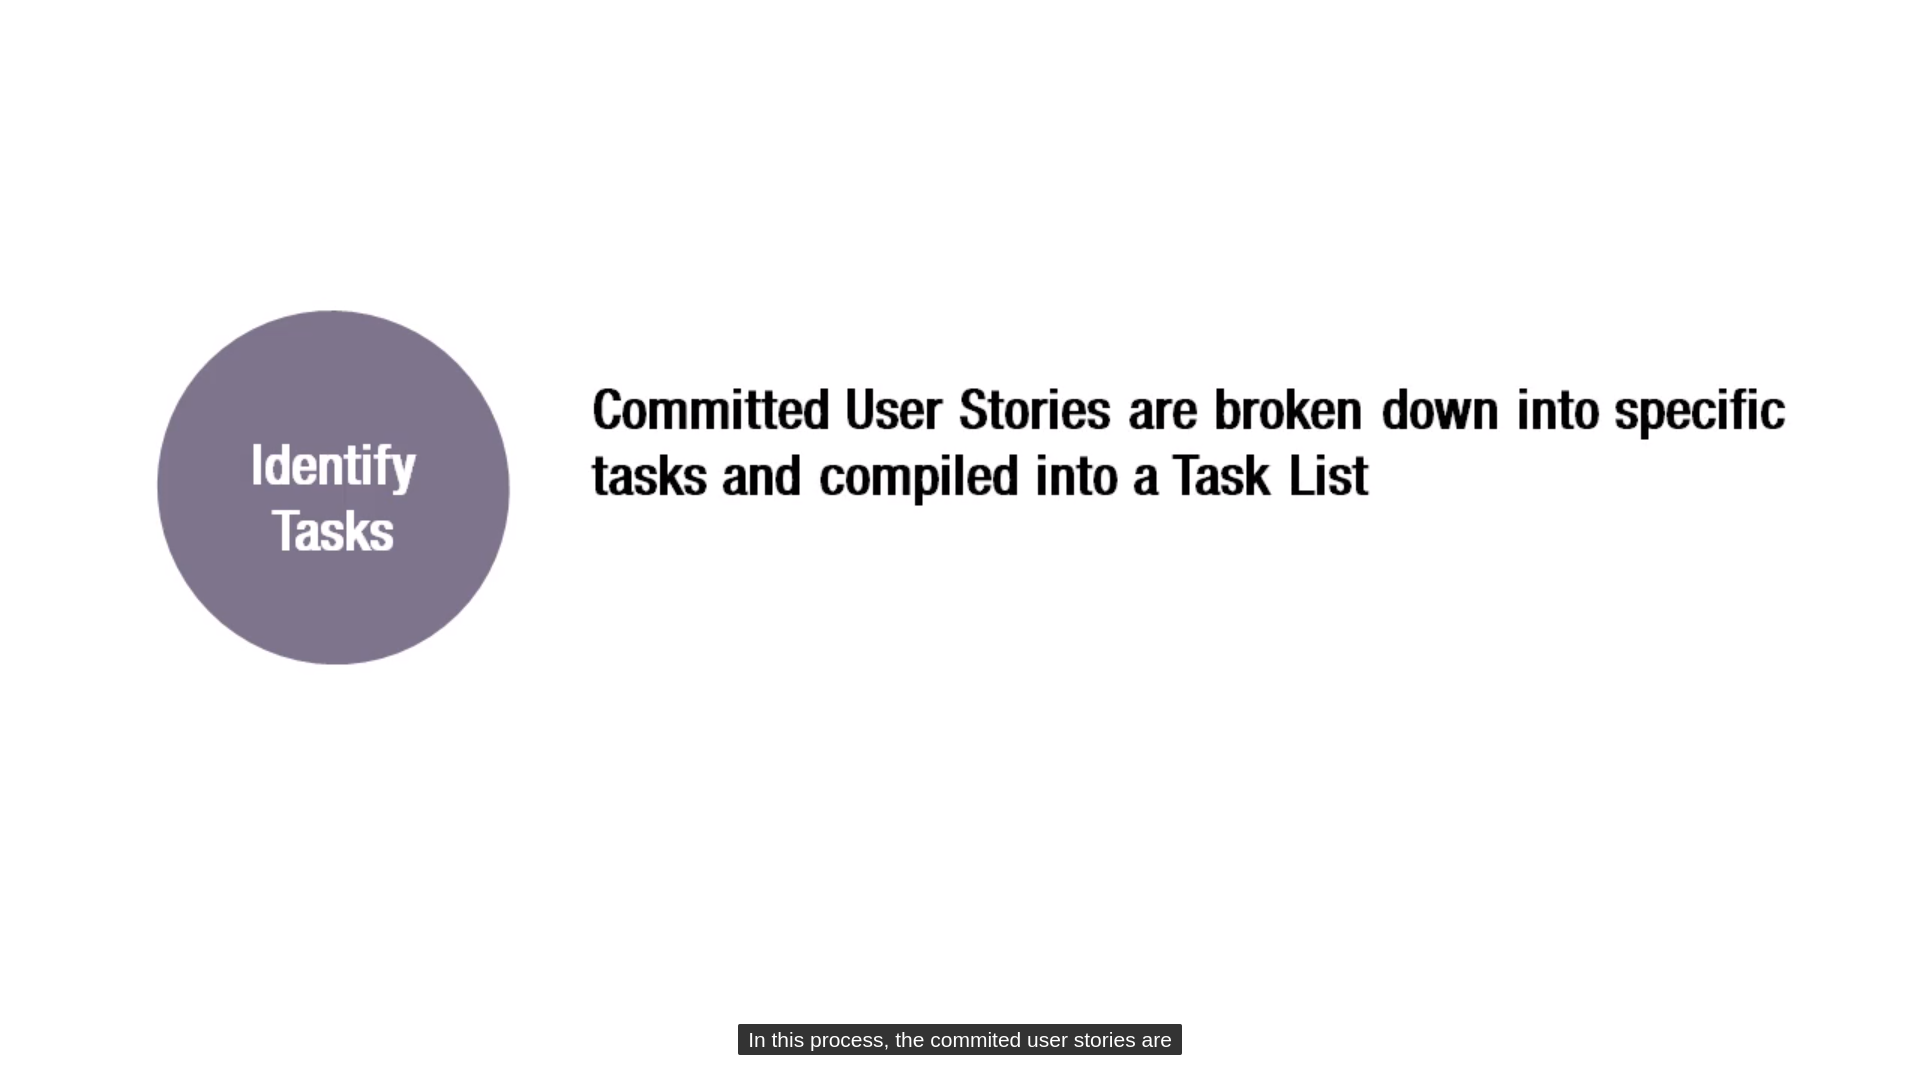 Identify
Tasks
Committed User Stories are broken down into specific
tasks and compiled into a Task List
In this process, the commited user stories are